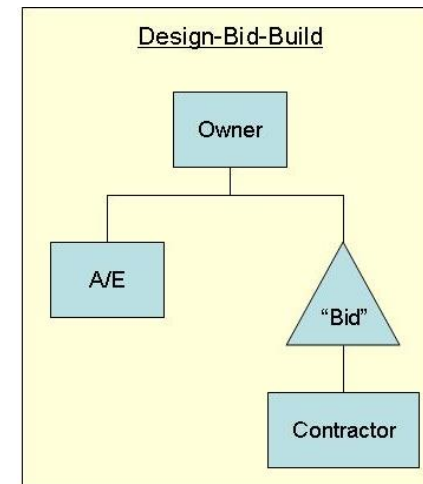 Design-Bid-Build
Owner
A/E
“Bid”
Contractor